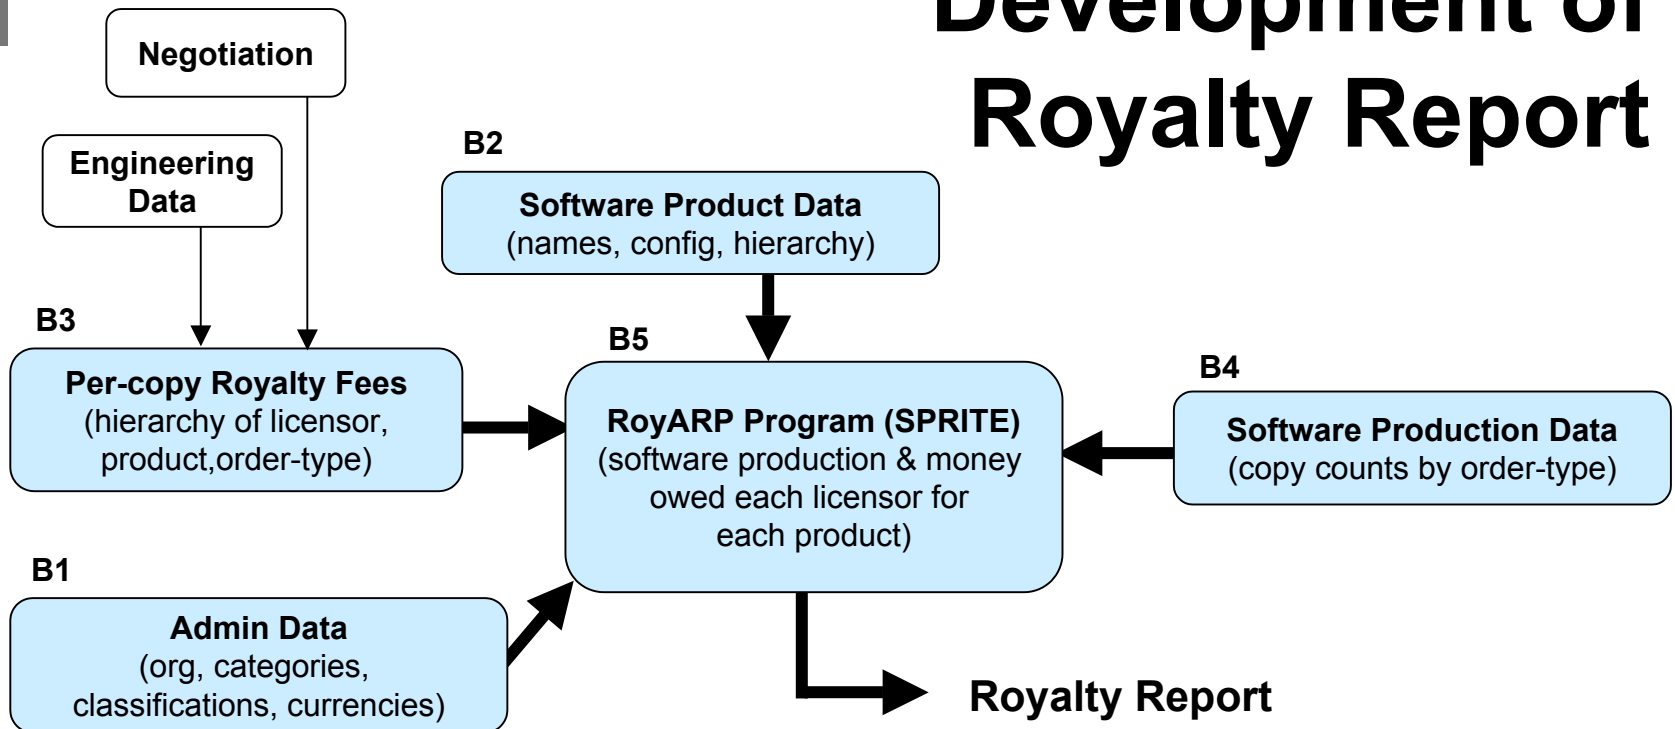 Development of
Royalty Report
Negotiation
Engineering
Data
B2
Software Product Data
(names, config, hierarchy)
B3
Per-copy Royalty Fees
(hierarchy of licensor,
product,order-type)
B5
RoyARP Program (SPRITE)
(software production & money
owed each licensor for
each product)
B4
Software Production Data
(copy counts by order-type)
B1
Admin Data
(org, categories,
classifications, currencies)
Royalty Report